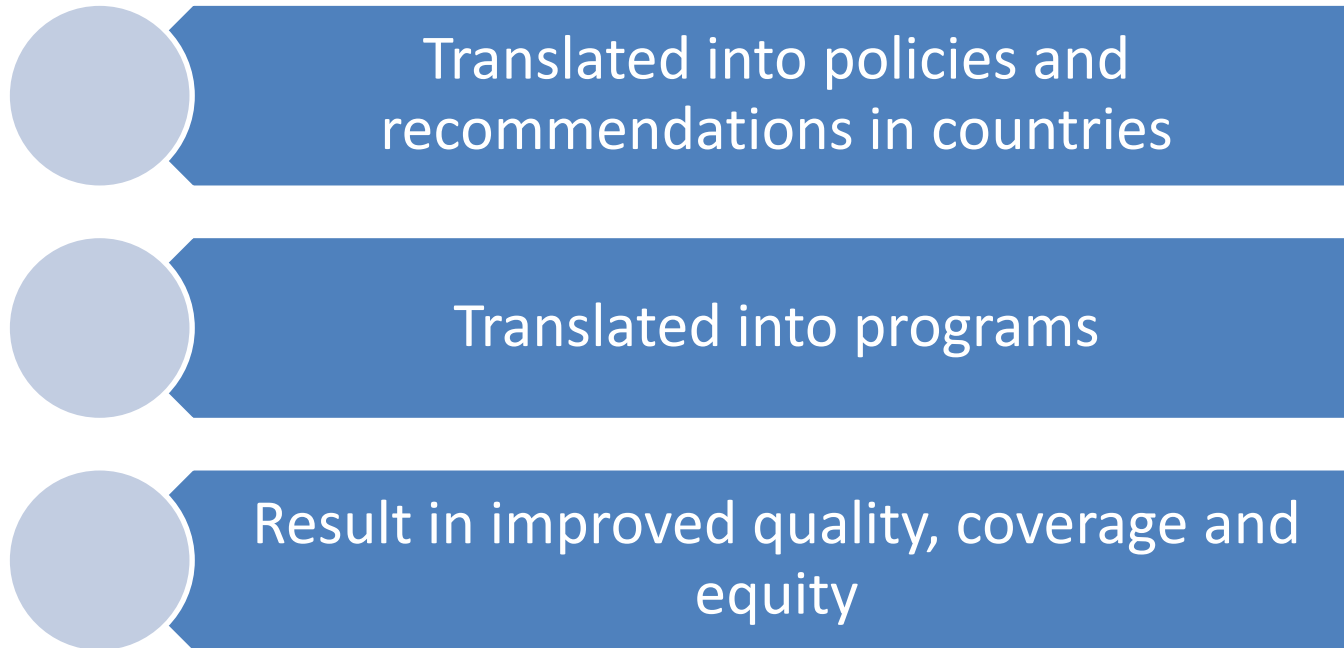 Translated into policies and
recommendations in countries
Translated into programs
Result in improved quality, coverage and
equity